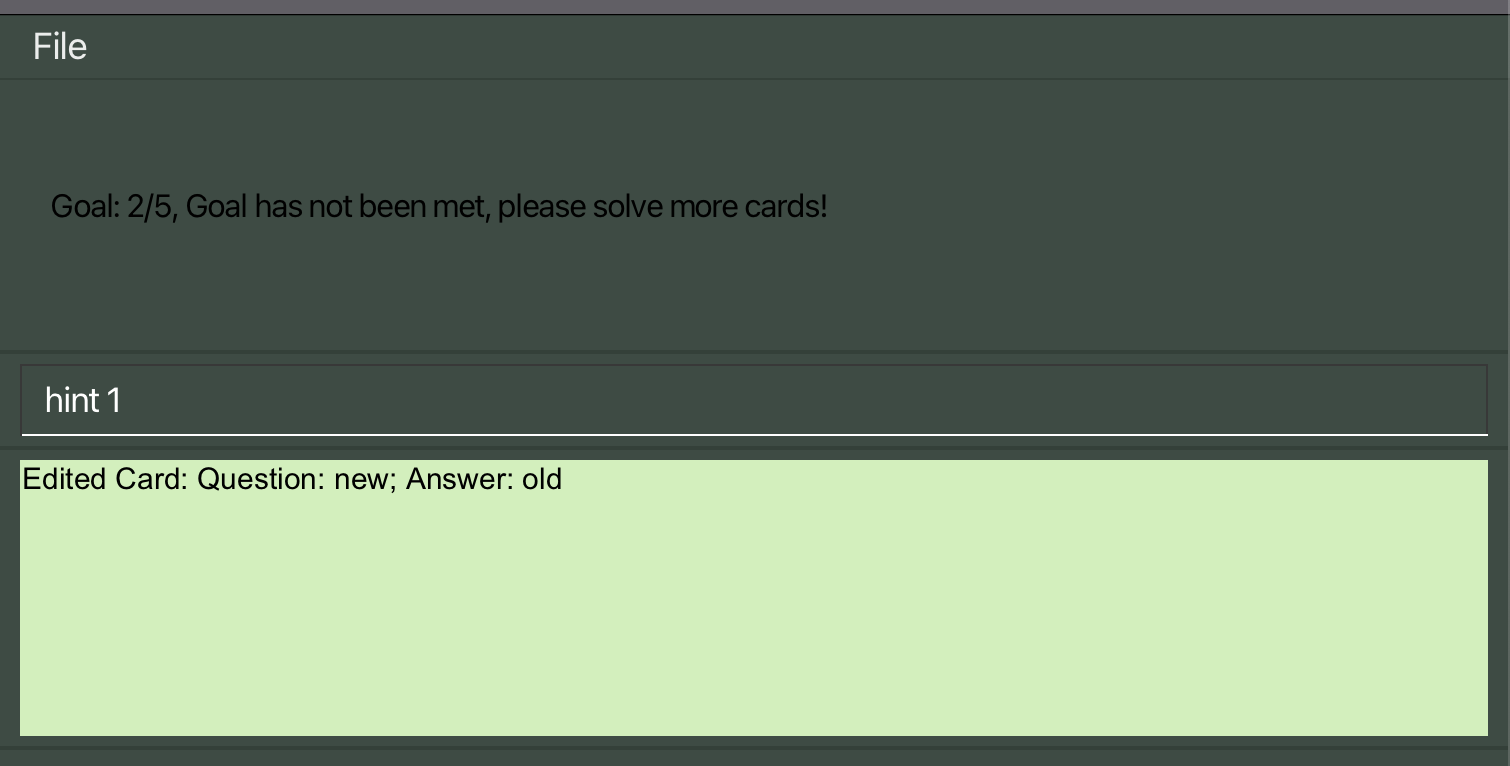 File
Goal: 2/5, Goal has not been met, please solve more cards!
hint 1
Edited Card: Question: new; Answer: old